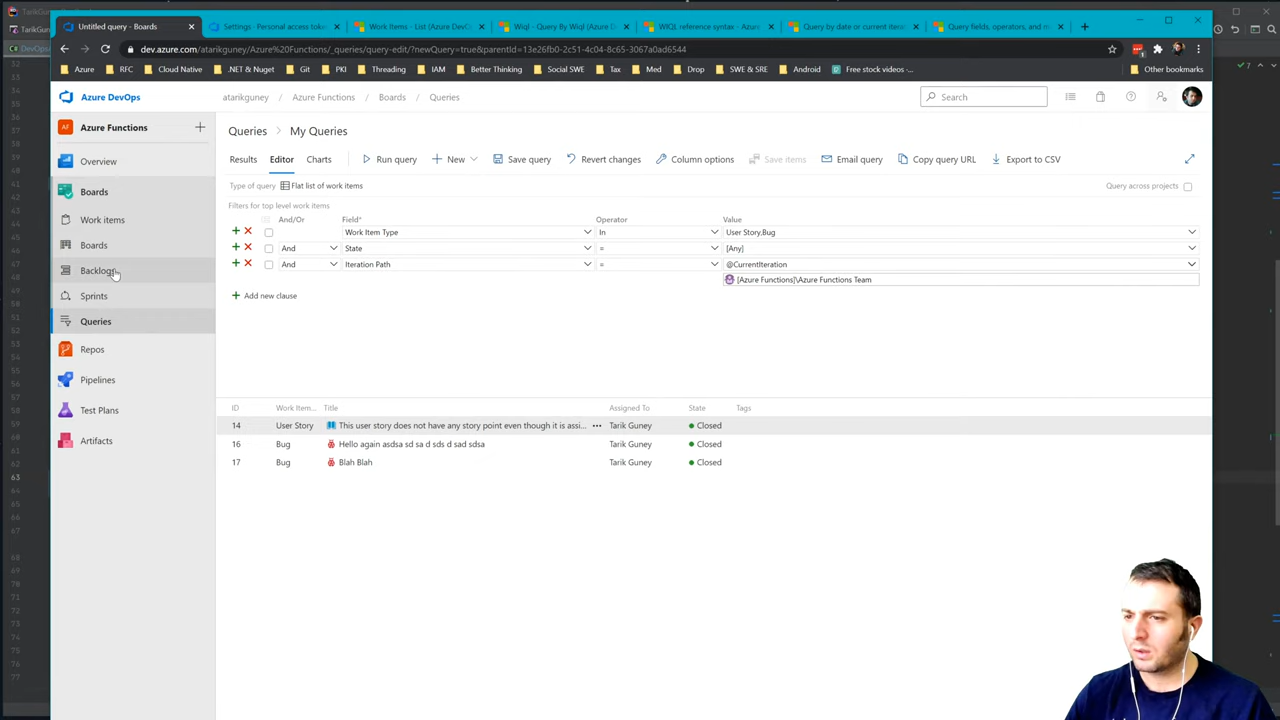 Untitled query - Boards
Settings - Personal access toke
Work Items - List (Azure DevO
Wiql - Query By Wiql (Azure D
WIQL reference syntax - Azure
Query by date or current iterat
Query fields, operators, and m
dev.azure.com/atarikguney/Azure%20Functions/_queries/query-edit/?newQuery=true&parentId=13e26fb0-2c51-4c04-8c65-3067a0ad6544
Azure
RFC
Cloud Native
.NET & Nuget
Git
PKI
Threading
IAM
Better Thinking
Social SWE
Tax
Med
Drop
SWE & SRE
Android
Free stock videos -...
Other bookmarks
Azure DevOps
atarikguney / Azure Functions / Boards / Queries
Search
AF Azure Functions
Overview
Boards
Work items
Boards
Backlogs
Sprints
Queries
Repos
Pipelines
Test Plans
Artifacts
Queries > My Queries
Results Editor Charts Run query New Save query Revert changes Column options Save items Email query Copy query URL Export to CSV
Type of query Flat list of work items Query across projects
Filters for top level work items
And/Or Field* Operator Value
Work Item Type In User Story,Bug
And State = [Any]
And Iteration Path = @CurrentIteration
[Azure Functions]\Azure Functions Team
Add new clause
ID Work Item... Title Assigned To State Tags
14 User Story This user story does not have any story point even though it is assi... Tarik Guney Closed
16 Bug Hello again asdsa sd sa d sds d sad sdsa Tarik Guney Closed
17 Bug Blah Blah Tarik Guney Closed